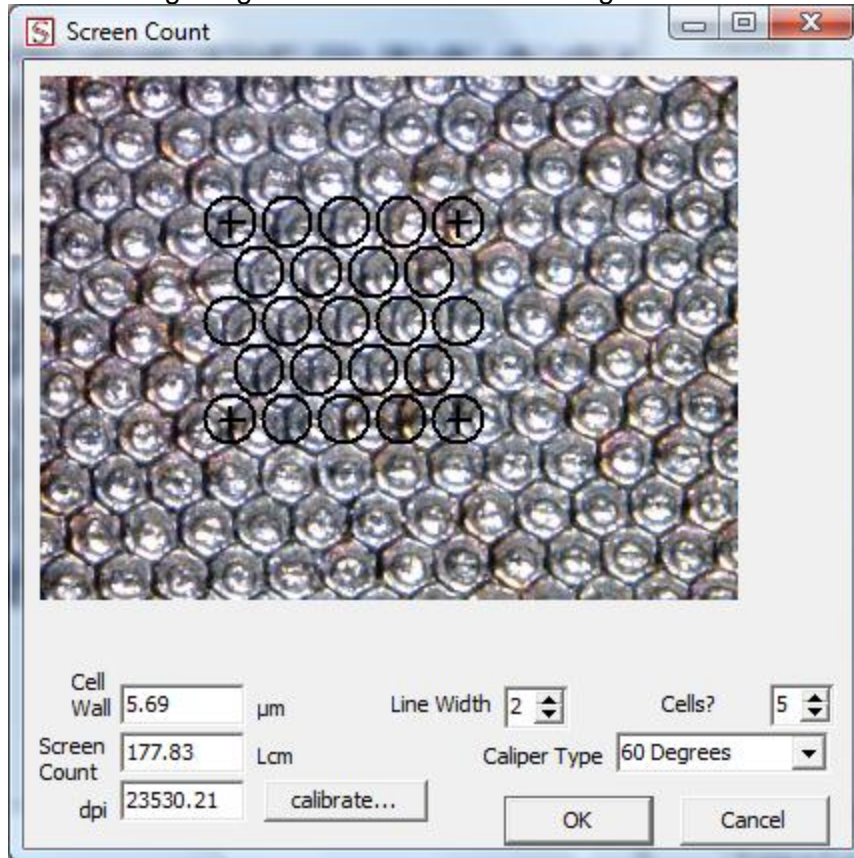 Screen Count
Cell Wall 5.69 µm
Line Width 2
Cells? 5
Screen Count 177.83 Lcm
Caliper Type 60 Degrees
dpi 23530.21
calibrate...
OK
Cancel